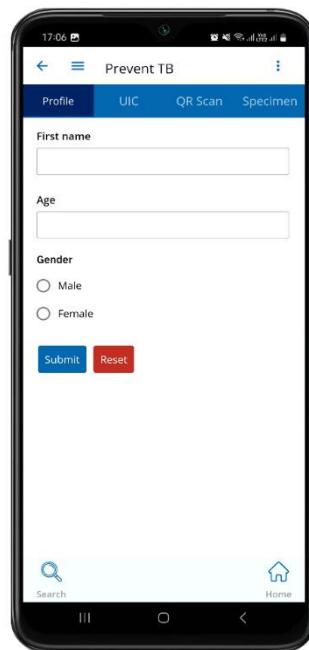 17:06
Prevent TB
Profile UIC QR Scan Specimen
First name
Age
Gender
Male
Female
Submit Reset
Search Home